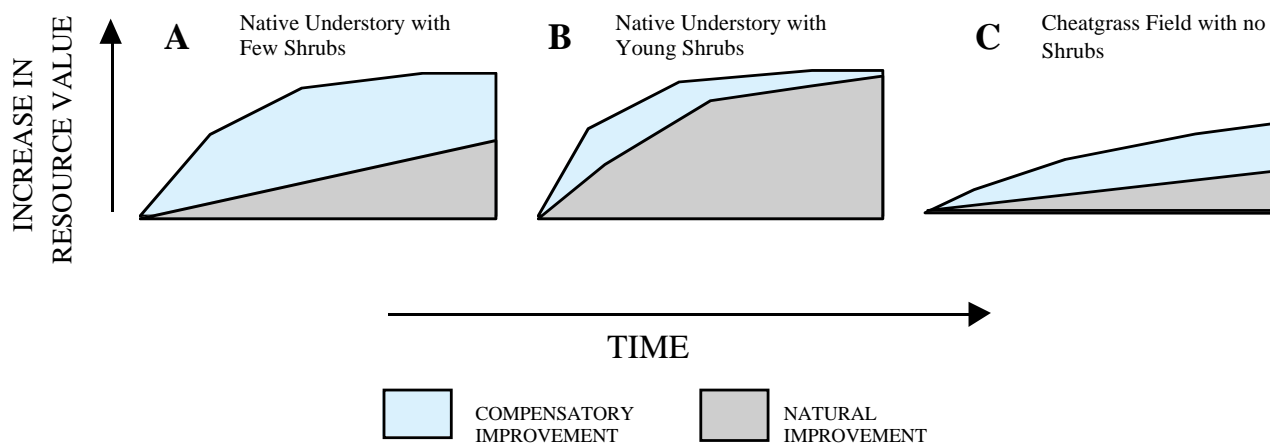 INCREASE IN
RESOURCE VALUE
A
Native Understory with
Few Shrubs
B
Native Understory with
Young Shrubs
C
Cheatgrass Field with no
Shrubs
TIME
COMPENSATORY
IMPROVEMENT
NATURAL
IMPROVEMENT